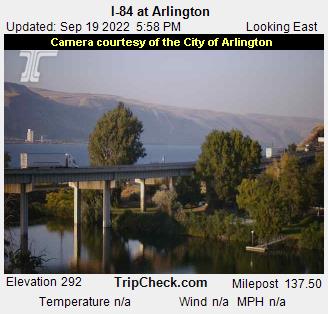 I-84 at Arlington
Updated: Sep 19 2022 5:58 PM Looking East
Camera courtesy of the City of Arlington
Elevation 292 TripCheck.com Milepost 137.50
Temperature n/a Wind n/a MPH n/a